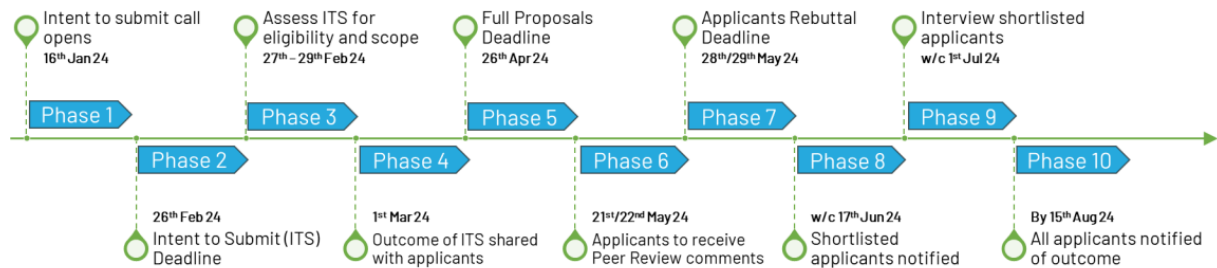 Intent to submit call
opens
16th Jan 24
Assess ITS for
eligibility and scope
27th – 29th Feb 24
Full Proposals
Deadline
26th Apr 24
Applicants Rebuttal
Deadline
28th/29th May 24
Interview shortlisted
applicants
w/c 1st Jul 24
Phase 1
Phase 3
Phase 5
Phase 7
Phase 9
Phase 2
Phase 4
Phase 6
Phase 8
Phase 10
26th Feb 24
Intent to Submit (ITS)
Deadline
1st Mar 24
Outcome of ITS shared
with applicants
21st/22nd May 24
Applicants to receive
Peer Review comments
w/c 17th Jun 24
Shortlisted
applicants notified
By 15th Aug 24
All applicants notified
of outcome